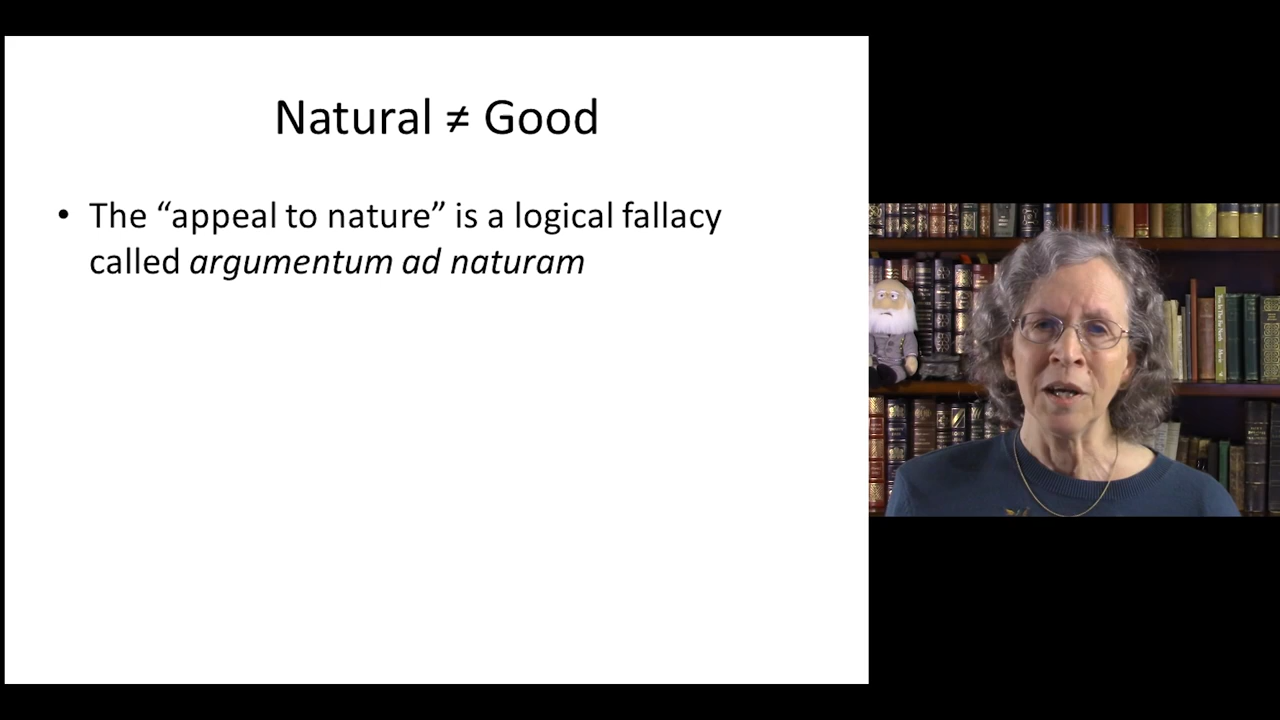 Natural ≠ Good
• The “appeal to nature” is a logical fallacy
called argumentum ad naturam